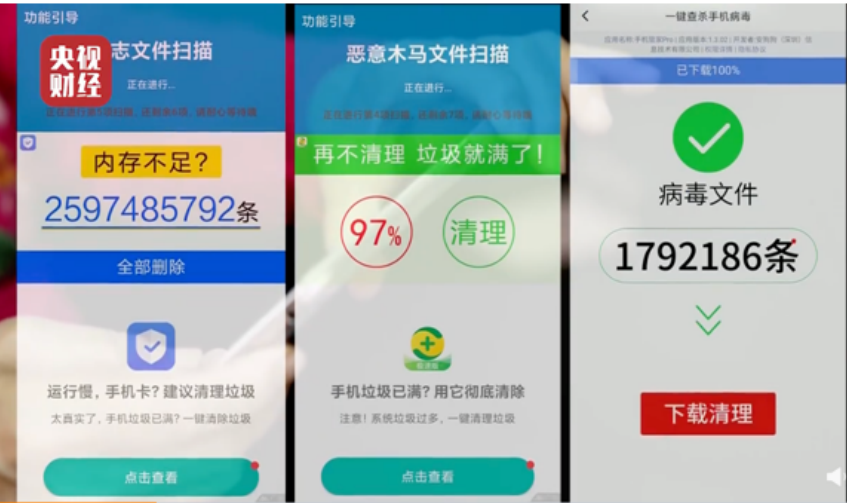 功能引导
央视
财经
志文件扫描
正在进行...
内存不足?
2597485792条
全部删除
运行慢,手机卡?建议清理垃圾
太真实了,手机垃圾已满?一键清除垃圾
点击查看
功能引导
恶意木马文件扫描
正在进行...
再不清理 垃圾就满了!
97%
清理
手机垃圾已满?用它彻底清除
注意!系统垃圾过多,一键清理垃圾
点击查看
一键查杀手机病毒
已下载100%
病毒文件
1792186条
下载清理